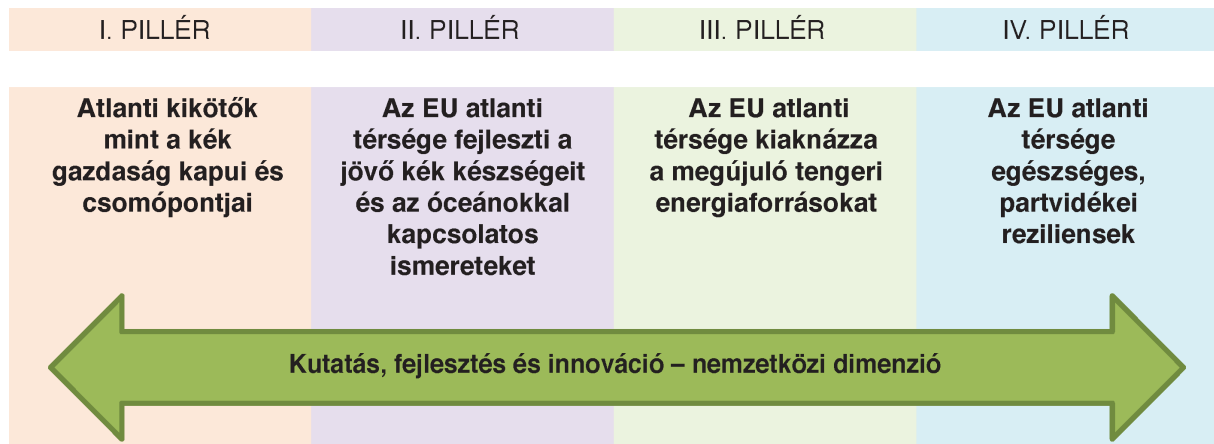 I. PILLÉR
II. PILLÉR
III. PILLÉR
IV. PILLÉR
Atlanti kikötők
mint a kék
gazdaság kapui és
csomópontjai
Az EU atlanti
térsége fejleszti a
jövő kék készségeit
és az óceánokkal
kapcsolatos
ismereteket
Az EU atlanti
térsége kiaknázza
a megújuló tengeri
energiaforrásokat
Az EU atlanti
térsége
egészséges,
partvidékei
reziliensek
Kutatás, fejlesztés és innováció – nemzetközi dimenzió